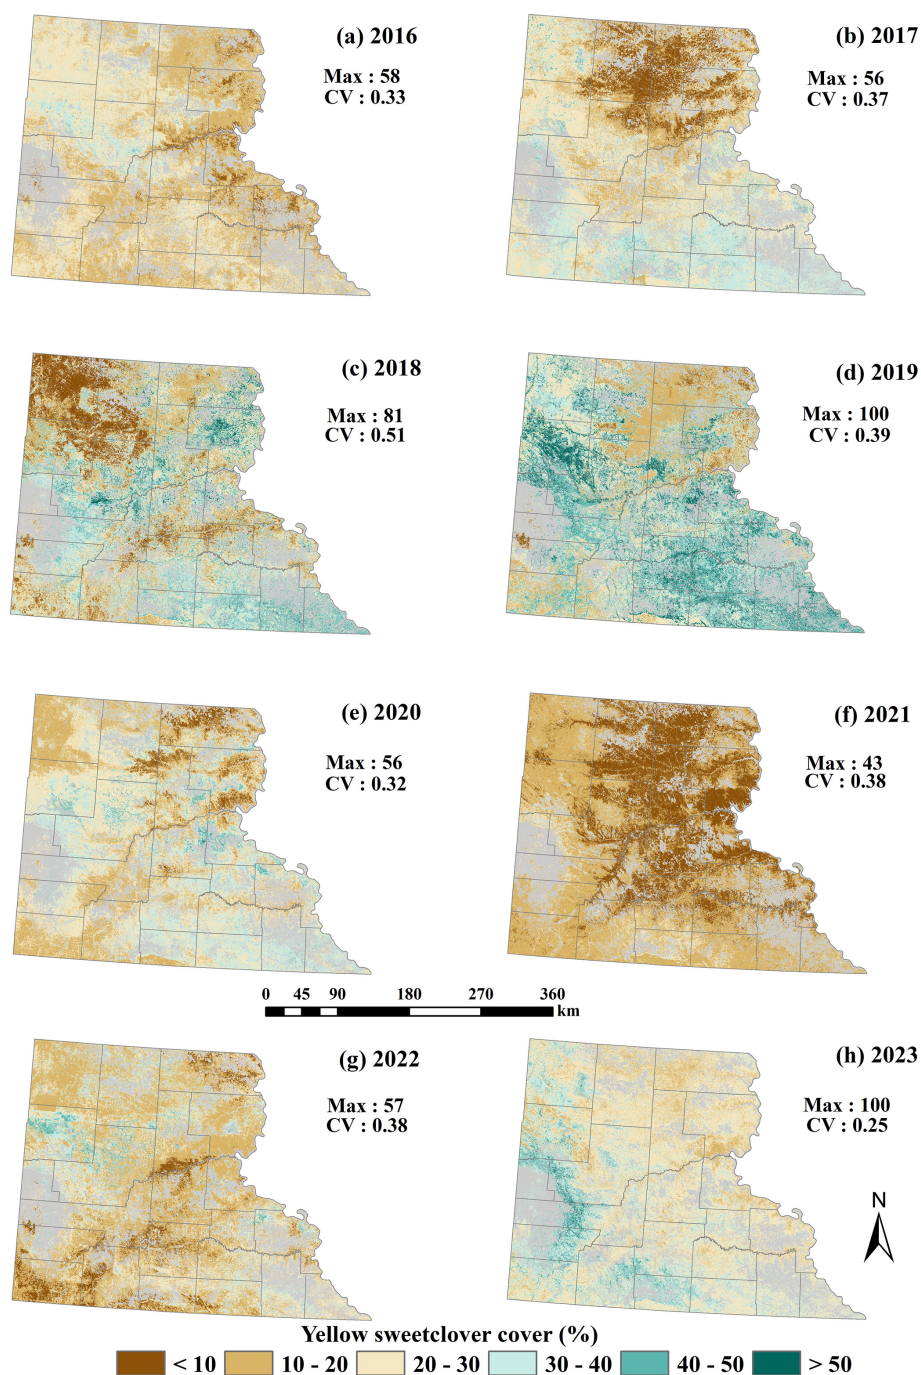 (a) 2016
Max : 58
CV : 0.33
(b) 2017
Max : 56
CV : 0.37
(c) 2018
Max : 81
CV : 0.51
(d) 2019
Max : 100
CV : 0.39
(e) 2020
Max : 56
CV : 0.32
(f) 2021
Max : 43
CV : 0.38
0 45 90 180 270 360
km
(g) 2022
Max : 57
CV : 0.38
(h) 2023
Max : 100
CV : 0.25
N
Yellow sweetclover cover (%)
< 10 10 - 20 20 - 30 30 - 40 40 - 50 > 50